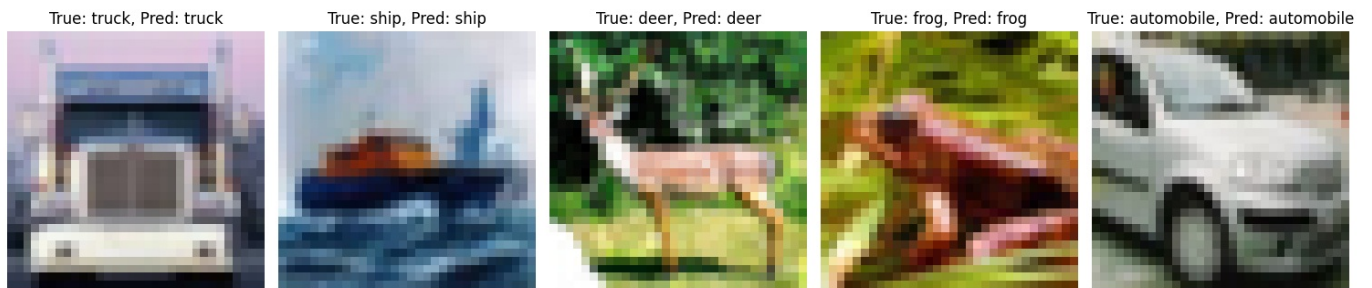 True: truck, Pred: truck
True: ship, Pred: ship
True: deer, Pred: deer
True: frog, Pred: frog
True: automobile, Pred: automobile